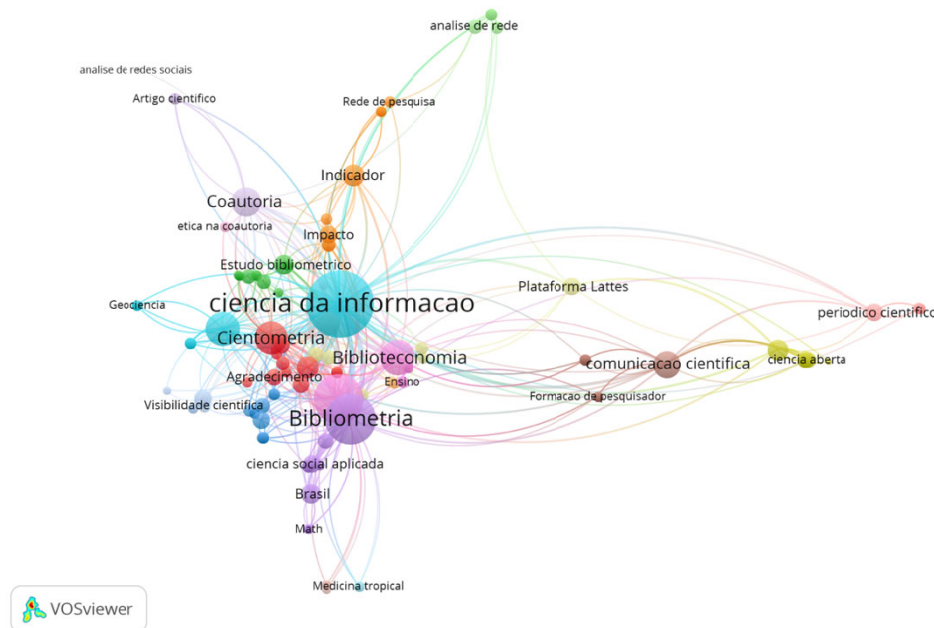 analise de rede
analise de redes sociais
Artigo cientifico
Rede de pesquisa
Indicador
Coautoria
etica na coautoria
Impacto
Estudo bibliometrico
Plataforma Lattes
ciencia da informacao
Geociencia
periodico cientifico
Cientometria
Biblioteconomia
ciencia aberta
comunicacao cientifica
Agradecimento
Ensino
Formacao de pesquisador
Visibilidade cientifica
Bibliometria
ciencia social aplicada
Brasil
Math
Medicina tropical
VOSviewer